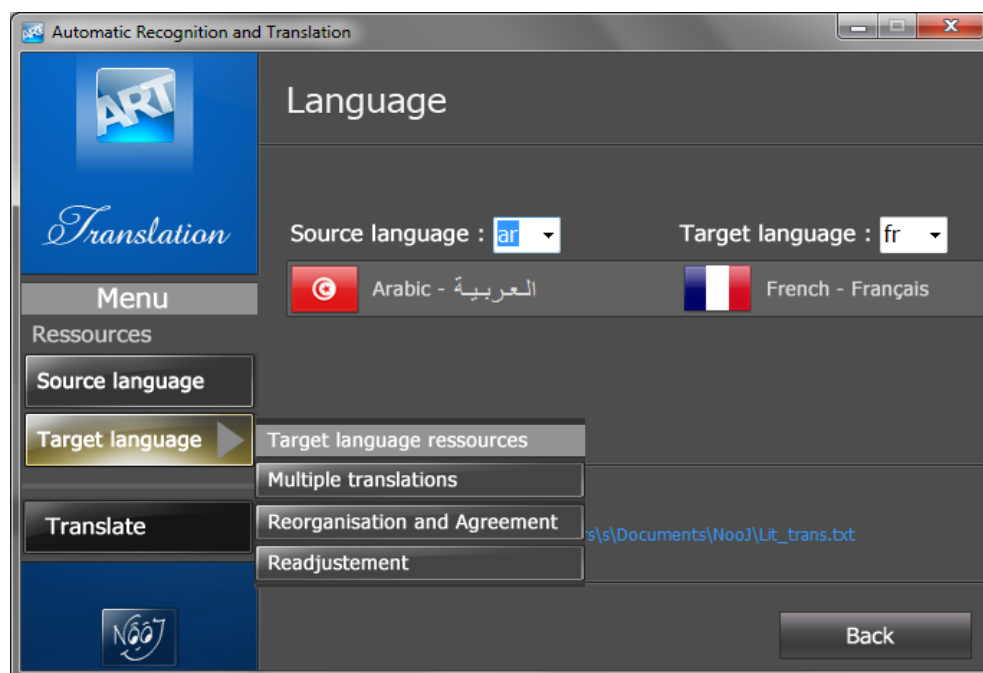 Automatic Recognition and Translation
ART
Translation
Language
Source language : ar
Target language : fr
Arabic - العربية
French - Français
Menu
Ressources
Source language
Target language
Target language ressources
Multiple translations
Reorganisation and Agreement
Readjustement
s\s\Documents\NooJ\Lit_trans.txt
Translate
Back
NooJ